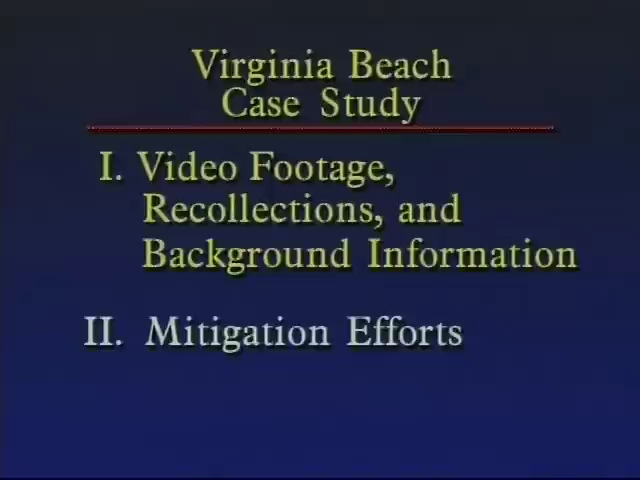 Virginia Beach
Case Study
I. Video Footage,
Recollections, and
Background Information
II. Mitigation Efforts